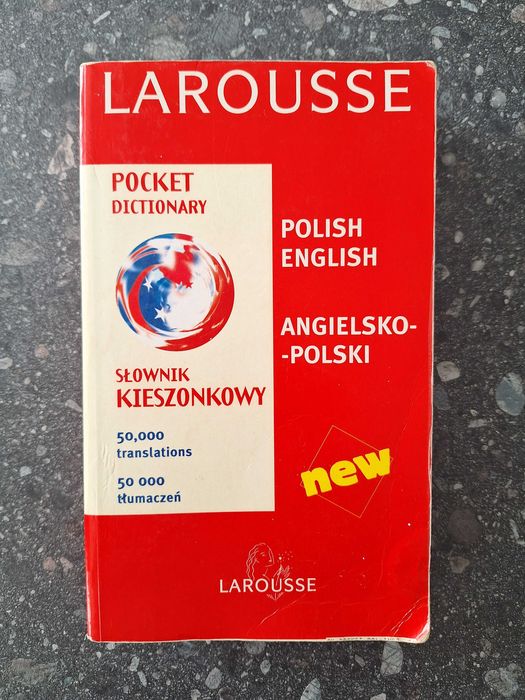 LAROUSSE
POCKET
DICTIONARY
POLISH
ENGLISH
ANGIELSKO-
-POLSKI
SŁOWNIK
KIESZONKOWY
50,000
translations
50 000
tłumaczeń
new
LAROUSSE